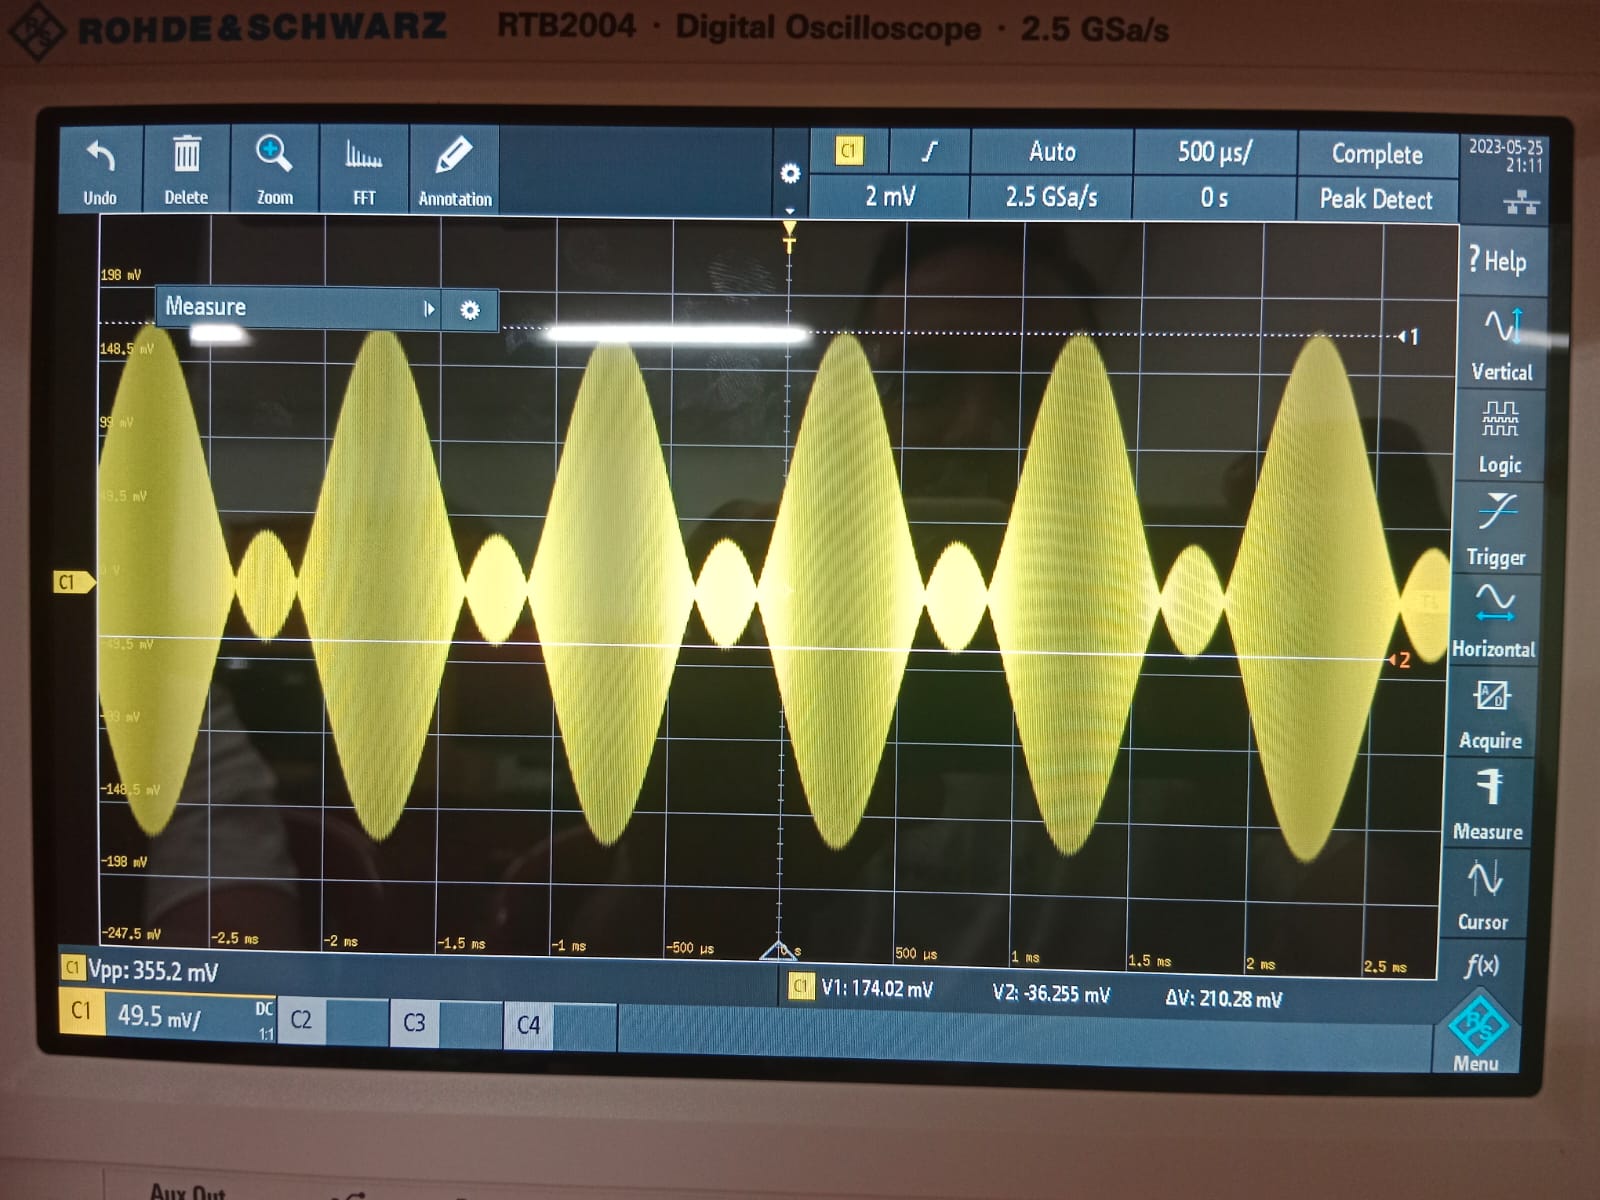 ROHDE&SCHWARZ RTB2004 · Digital Oscilloscope · 2.5 GSa/s
Undo Delete Zoom FFT Annotation
C1 Auto 500 µs/ Complete
2 mV 2.5 GSa/s 0 s Peak Detect
2023-05-25
21:11
T
? Help
Vertical
Logic
Trigger
Horizontal
Acquire
Measure
Cursor
f(x)
Menu
Measure
198 mV
148.5 mV
99 mV
49.5 mV
0 V
-49.5 mV
-99 mV
-148.5 mV
-198 mV
-247.5 mV
C1
1
2
-2.5 ms -2 ms -1.5 ms -1 ms -500 µs 0 s 500 µs 1 ms 1.5 ms 2 ms 2.5 ms
C1 Vpp: 355.2 mV
C1 V1: 174.02 mV V2: -36.255 mV ΔV: 210.28 mV
C1 49.5 mV/ DC 1:1 C2 C3 C4
Aux Out